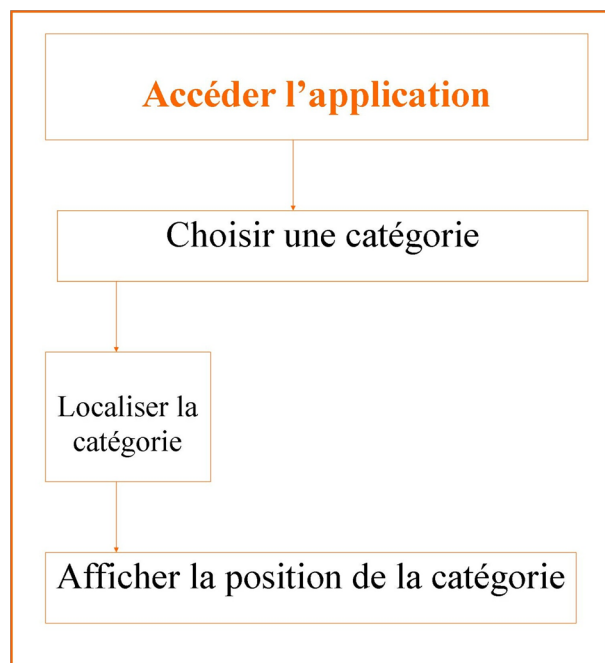 Accéder l’application
Choisir une catégorie
Localiser la
catégorie
Afficher la position de la catégorie